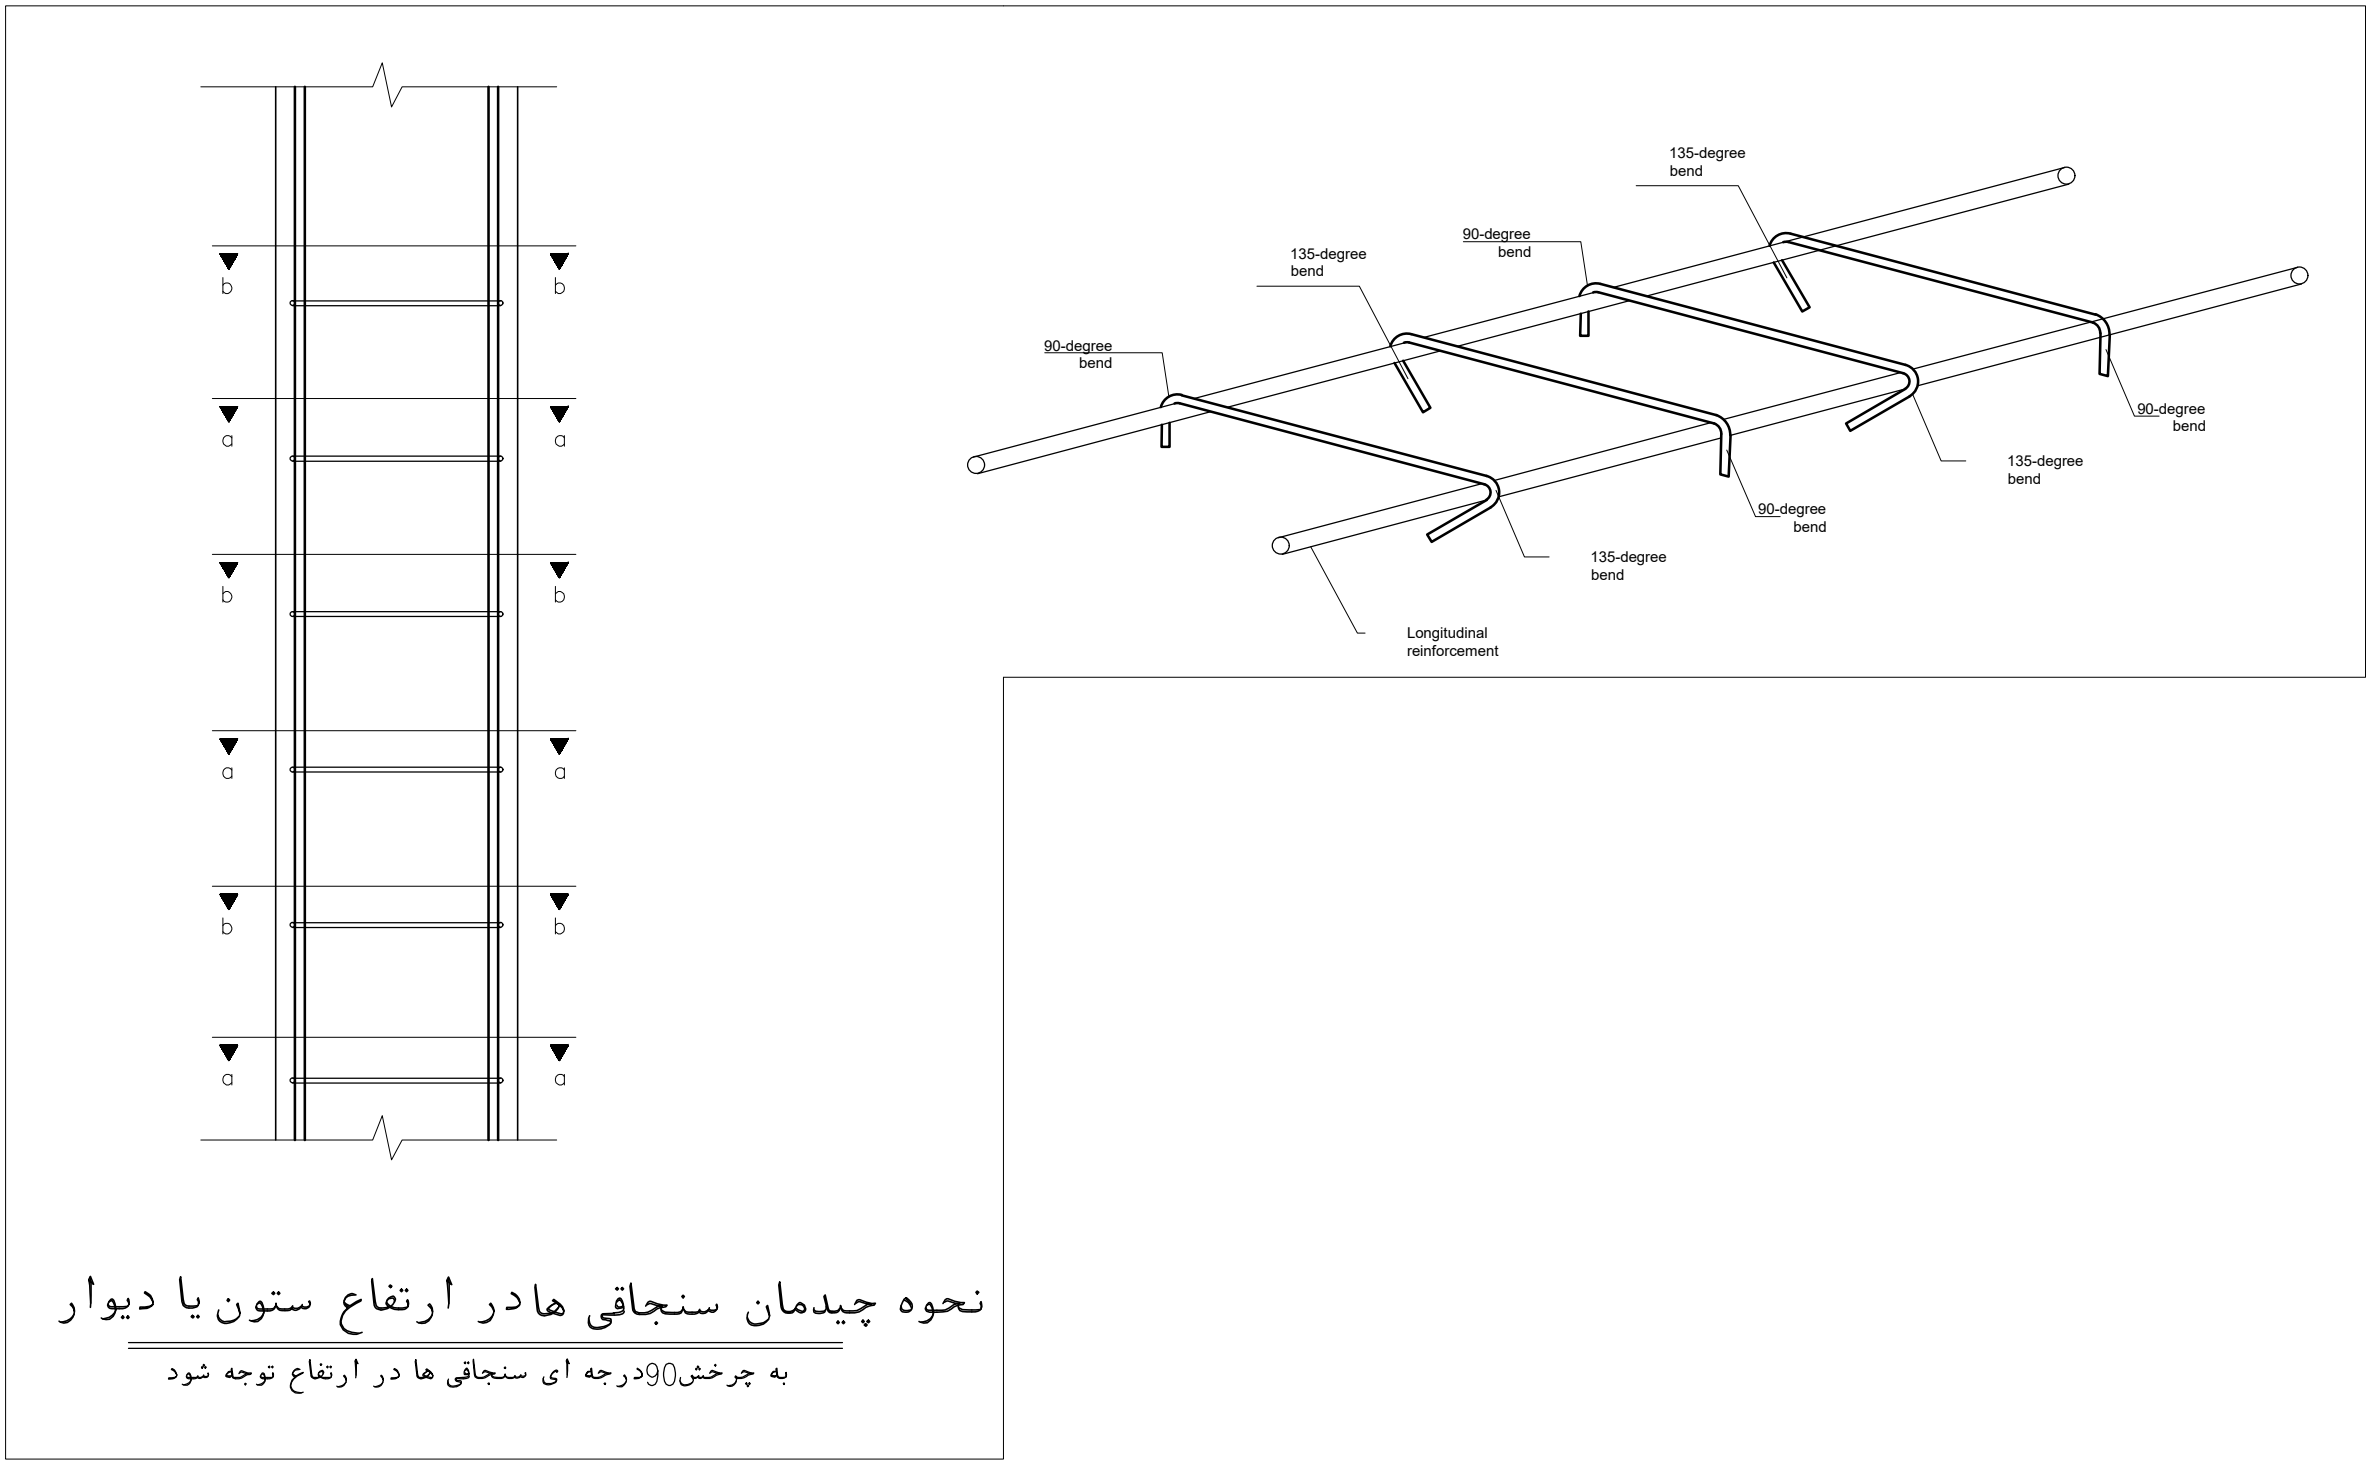 b b
a a
b b
a a
b b
a a
نحوه چیدمان سنجاقی ها در ارتفاع ستون یا دیوار
به چرخش90درجه ای سنجاقی ها در ارتفاع توجه شود
135-degree
bend
90-degree
bend
135-degree
bend
90-degree
bend
90-degree
bend
135-degree
bend
90-degree
bend
135-degree
bend
Longitudinal
reinforcement